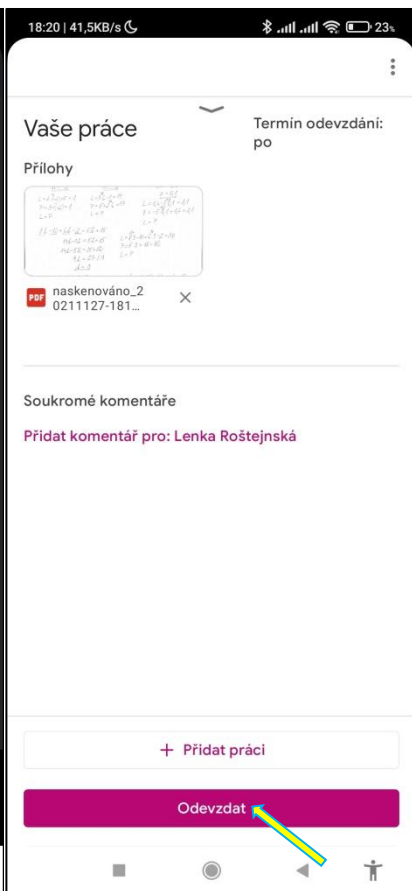 18:20 | 41,5KB/s
23%
Vaše práce
Termín odevzdání:
po
Přílohy
PDF
naskenováno_2
0211127-181...
Soukromé komentáře
Přidat komentář pro: Lenka Roštejnská
+ Přidat práci
Odevzdat